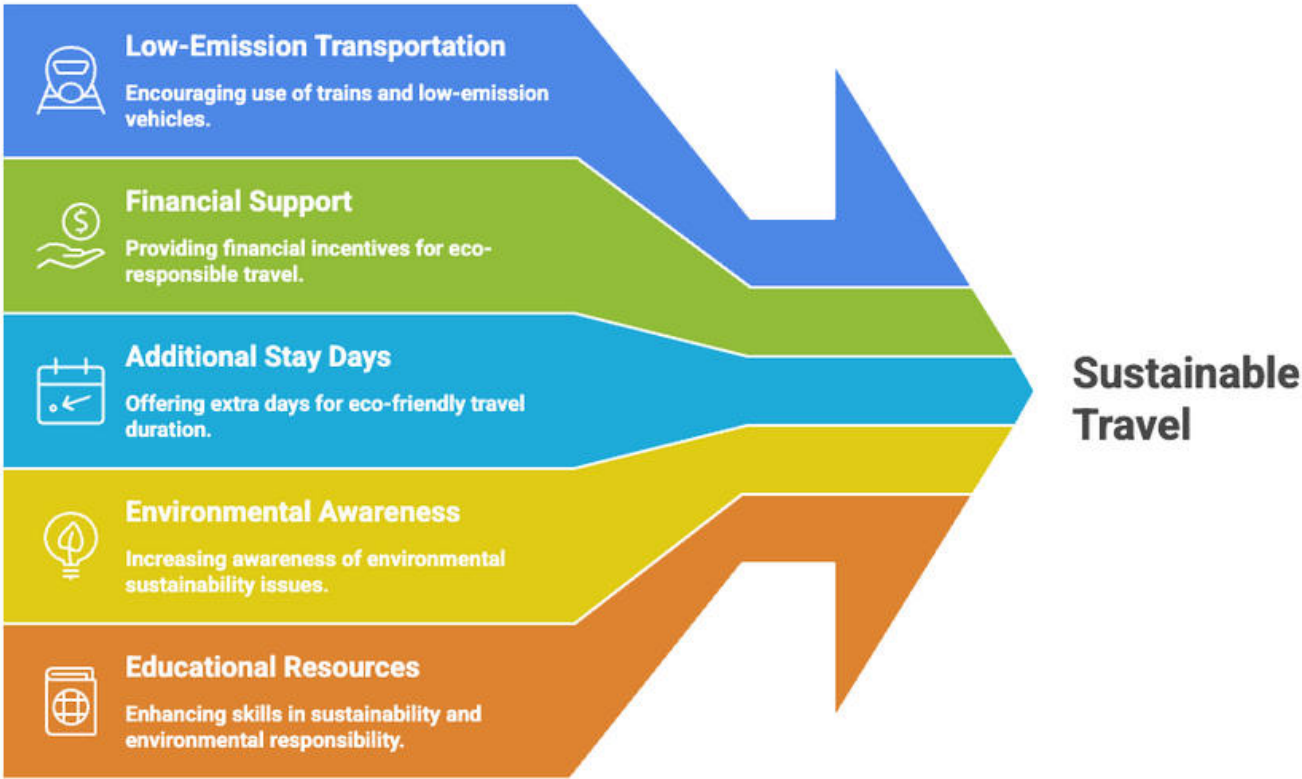 Low-Emission Transportation
Encouraging use of trains and low-emission
vehicles.
Financial Support
Providing financial incentives for eco-
responsible travel.
Additional Stay Days
Offering extra days for eco-friendly travel
duration.
Environmental Awareness
Increasing awareness of environmental
sustainability issues.
Educational Resources
Enhancing skills in sustainability and
environmental responsibility.
Sustainable
Travel